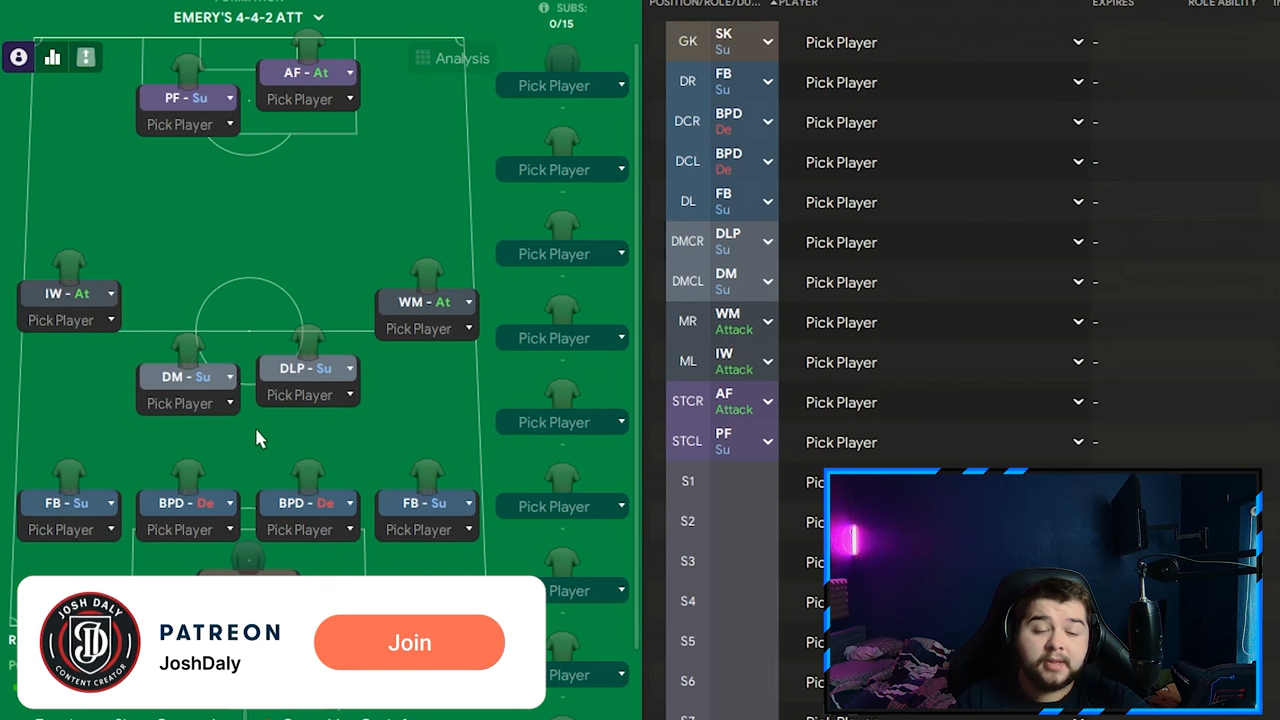 EMERY'S 4-4-2 ATT
SUBS:
0/15
Analysis
AF - At
Pick Player
PF - Su
Pick Player
IW - At
Pick Player
WM - At
Pick Player
DM - Su
Pick Player
DLP - Su
Pick Player
FB - Su
Pick Player
BPD - De
Pick Player
BPD - De
Pick Player
FB - Su
Pick Player
Pick Player
Pick Player
Pick Player
Pick Player
Pick Player
Pick Player
Player
Player
JOSH DALY
JD
CONTENT CREATOR
PATREON
JoshDaly
Join
POSITION/ROLE/DU... PLAYER EXPIRES ROLE ABILITY
GK SK Su Pick Player -
DR FB Su Pick Player -
DCR BPD De Pick Player -
DCL BPD De Pick Player -
DL FB Su Pick Player -
DMCR DLP Su Pick Player -
DMCL DM Su Pick Player -
MR WM Attack Pick Player -
ML IW Attack Pick Player -
STCR AF Attack Pick Player -
STCL PF Su Pick Player -
S1
S2
S3
S4
S5
S6